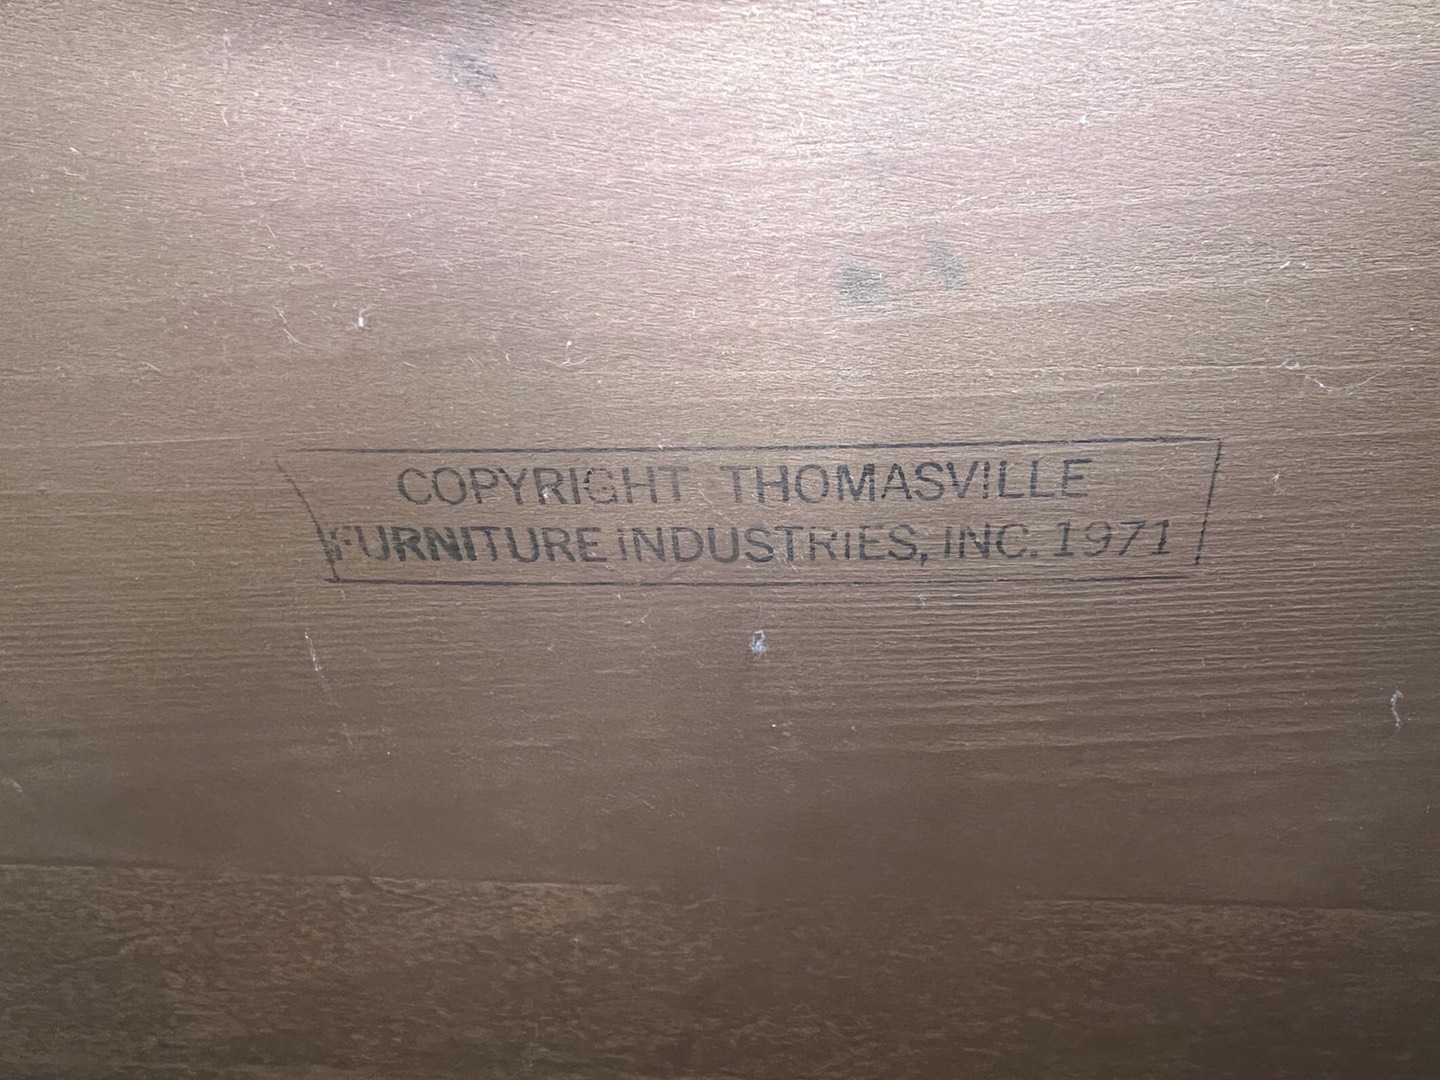 COPYRIGHT THOMASVILLE
FURNITURE INDUSTRIES, INC. 1971